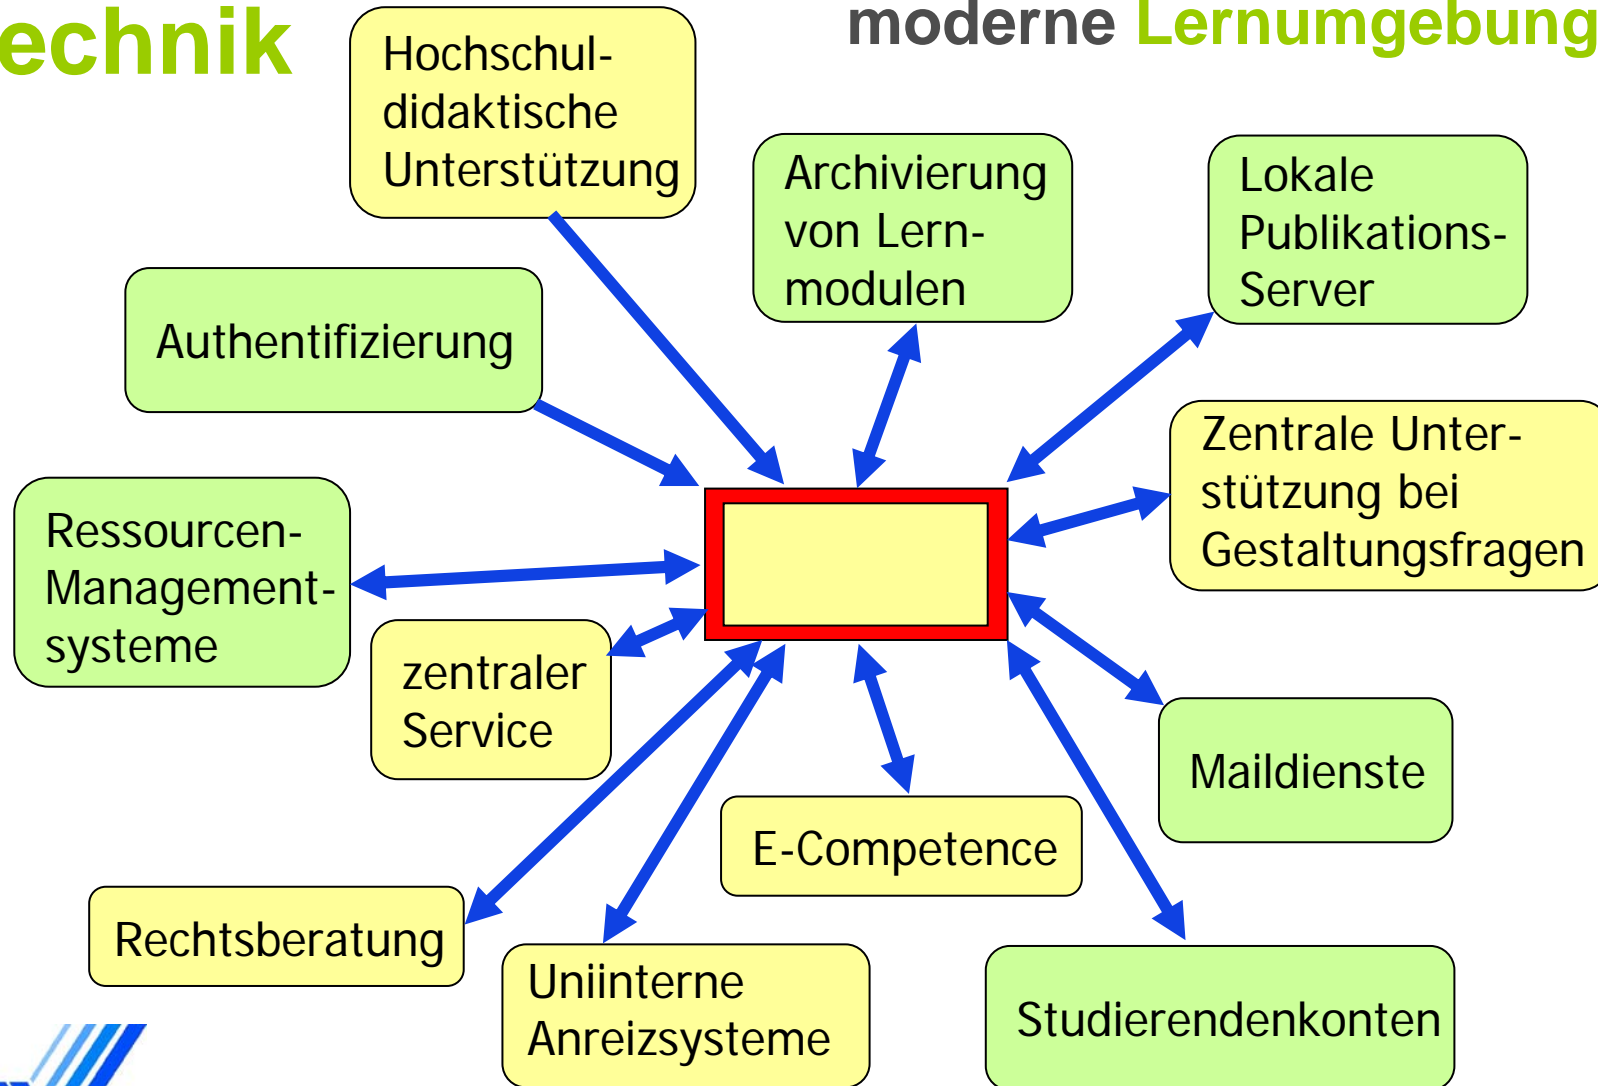 echnik
moderne Lernumgebung
Hochschul-
didaktische
Unterstützung
Archivierung
von Lern-
modulen
Lokale
Publikations-
Server
Authentifizierung
Zentrale Unter-
stützung bei
Gestaltungsfragen
Ressourcen-
Management-
systeme
zentraler
Service
Maildienste
E-Competence
Rechtsberatung
Uniinterne
Anreizsysteme
Studierendenkonten